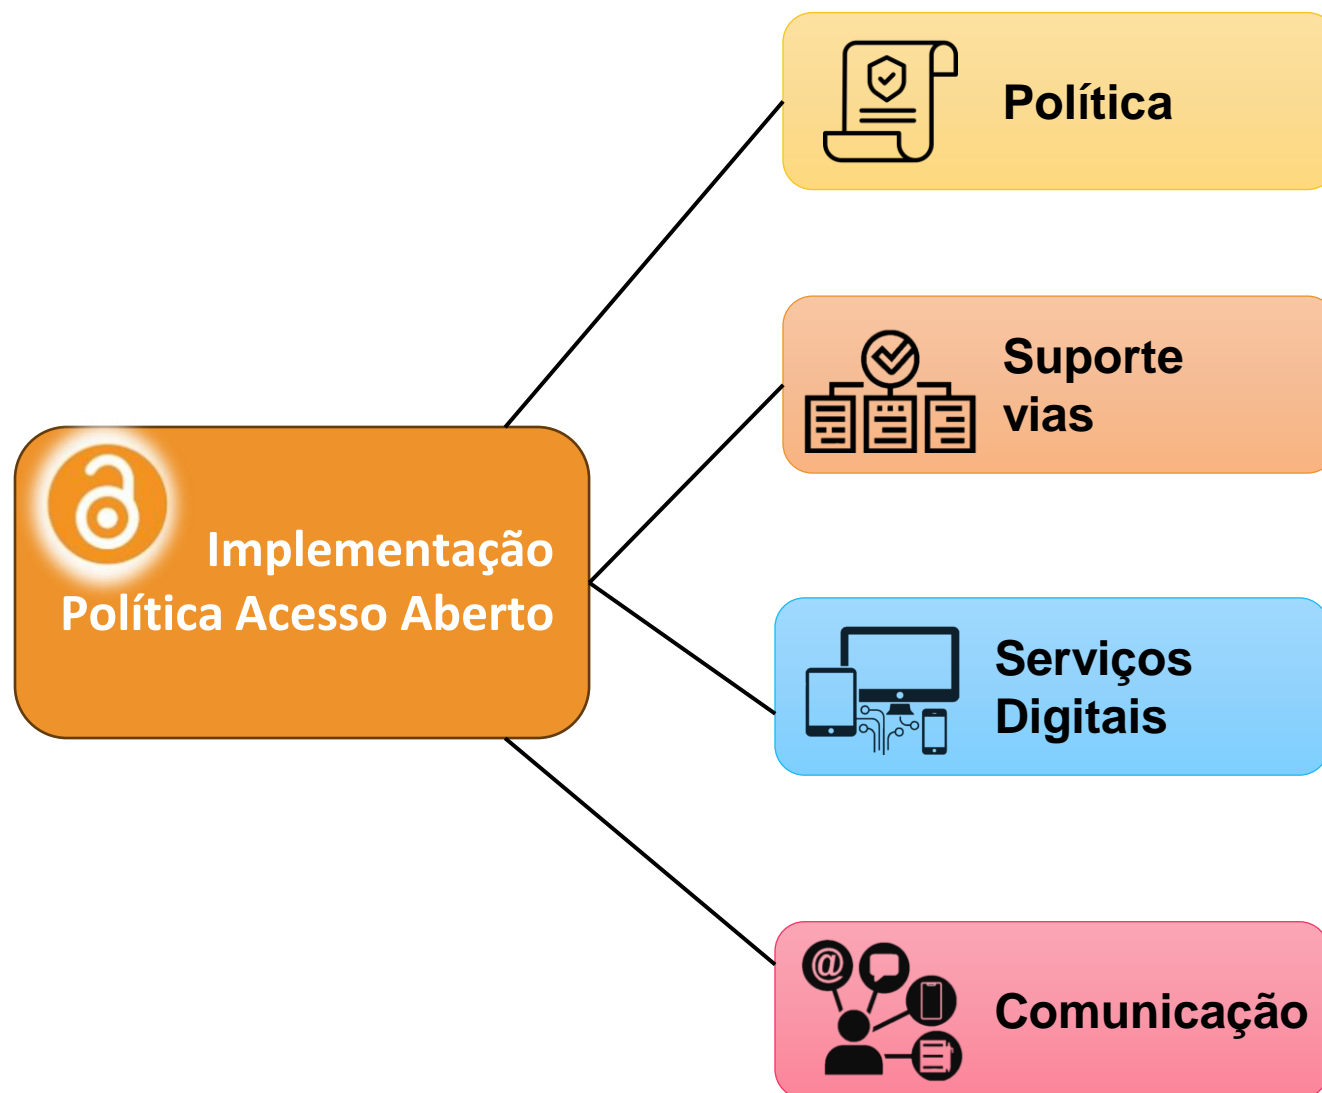 Política
Suporte
vias
Implementação
Política Acesso Aberto
Serviços
Digitais
Comunicação